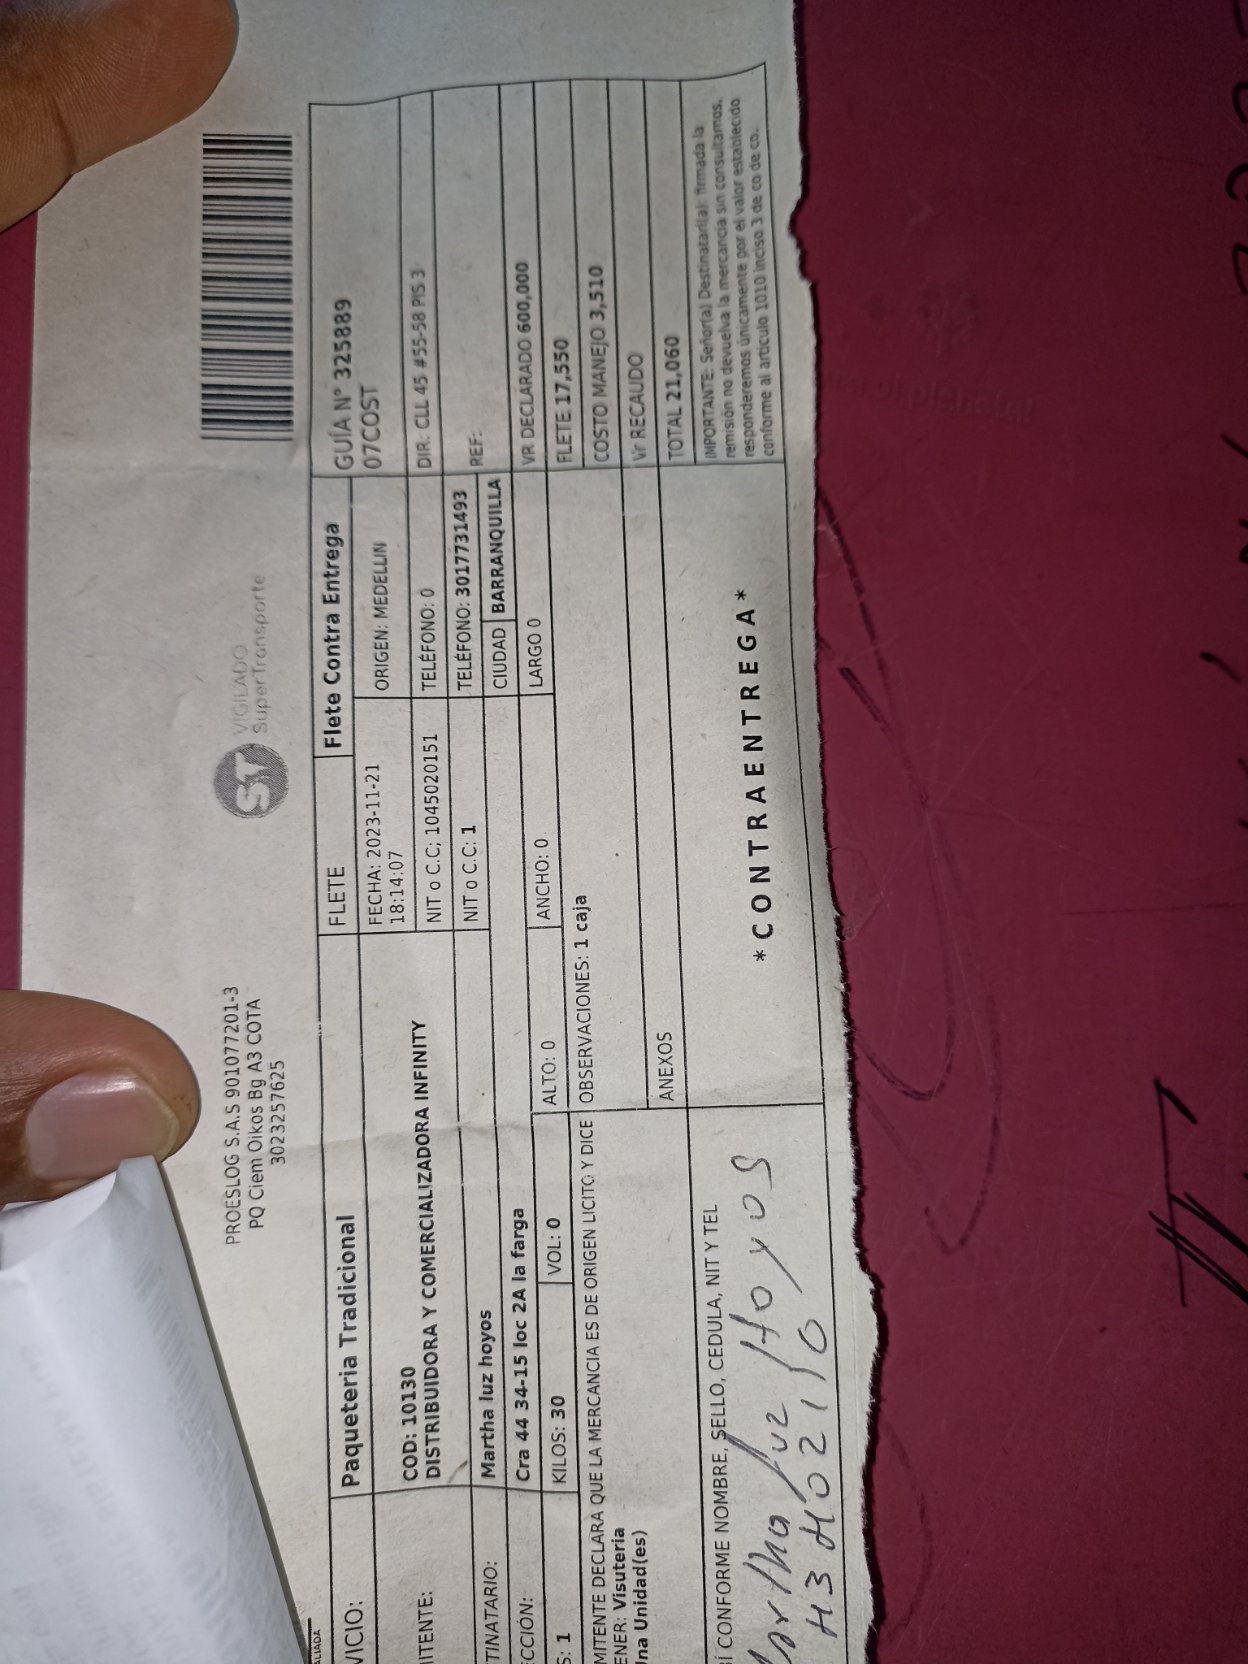 PROESLOG S.A.S 901077201-3
PQ Ciem Oikos Bg A3 COTA
3023257625
ST VIGILADO
SuperTransporte
ALIADA
VICIO: Paqueteria Tradicional
FLETE Flete Contra Entrega
GUÍA N° 325889
07COST
ITENTE: COD: 10130
DISTRIBUIDORA Y COMERCIALIZADORA INFINITY
FECHA: 2023-11-21
18:14:07
ORIGEN: MEDELLIN
NIT o C.C; 1045020151 TELÉFONO: 0 DIR: CLL 45 #55-58 PIS 3
TINATARIO: Martha luz hoyos NIT o C.C: 1 TELÉFONO: 3017731493 REF:
CCIÓN: Cra 44 34-15 loc 2A la farga CIUDAD BARRANQUILLA
S: 1 KILOS: 30 VOL: 0 ALTO: 0 ANCHO: 0 LARGO 0
VR DECLARADO 600,000
FLETE 17,550
COSTO MANEJO 3,510
Vr RECAUDO
TOTAL 21,060
MITENTE DECLARA QUE LA MERCANCIA ES DE ORIGEN LICITO Y DICE
ENER: Visuteria
na Unidad(es)
OBSERVACIONES: 1 caja
ANEXOS
IMPORTANTE: Señor(a) Destinatari(a): firmada la
remisión no devuelva la mercancía sin consultarnos,
responderemos únicamente por el valor establecido
conforme al artículo 1010 inciso 3 de co de co.
Í CONFORME NOMBRE, SELLO, CEDULA, NIT Y TEL
artha luz Hoyos
*CONTRAENTREGA*